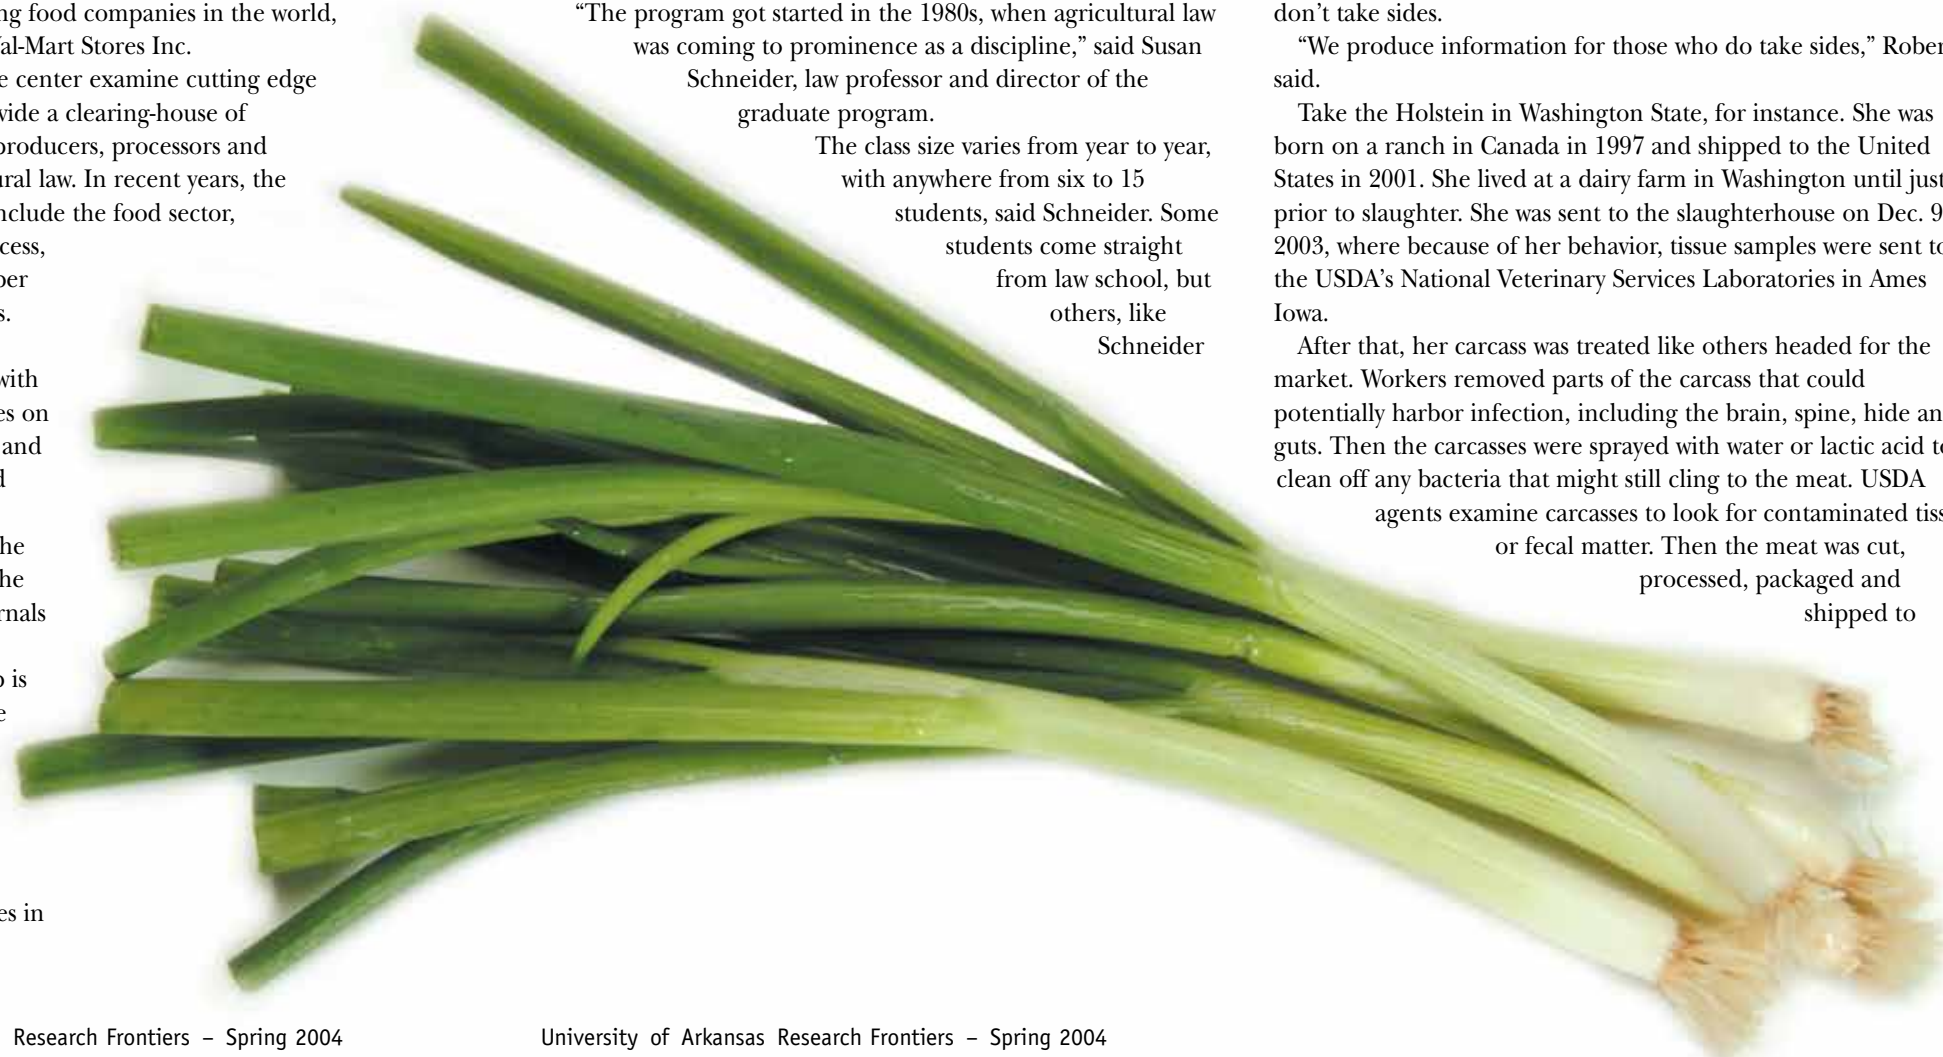 ng food companies in the world,
al-Mart Stores Inc.
e center examine cutting edge
vide a clearing-house of
producers, processors and
ural law. In recent years, the
nclude the food sector,
cess,
per
s.
with
es on
and
d
he
he
rnals
o is
e
es in
“The program got started in the 1980s, when agricultural law
was coming to prominence as a discipline,” said Susan
Schneider, law professor and director of the
graduate program.
The class size varies from year to year,
with anywhere from six to 15
students, said Schneider. Some
students come straight
from law school, but
others, like
Schneider
don’t take sides.
“We produce information for those who do take sides,” Rober
said.
Take the Holstein in Washington State, for instance. She was
born on a ranch in Canada in 1997 and shipped to the United
States in 2001. She lived at a dairy farm in Washington until just
prior to slaughter. She was sent to the slaughterhouse on Dec. 9
2003, where because of her behavior, tissue samples were sent to
the USDA’s National Veterinary Services Laboratories in Ames
Iowa.
After that, her carcass was treated like others headed for the
market. Workers removed parts of the carcass that could
potentially harbor infection, including the brain, spine, hide an
guts. Then the carcasses were sprayed with water or lactic acid to
clean off any bacteria that might still cling to the meat. USDA
agents examine carcasses to look for contaminated tiss
or fecal matter. Then the meat was cut,
processed, packaged and
shipped to
Research Frontiers – Spring 2004
University of Arkansas Research Frontiers – Spring 2004